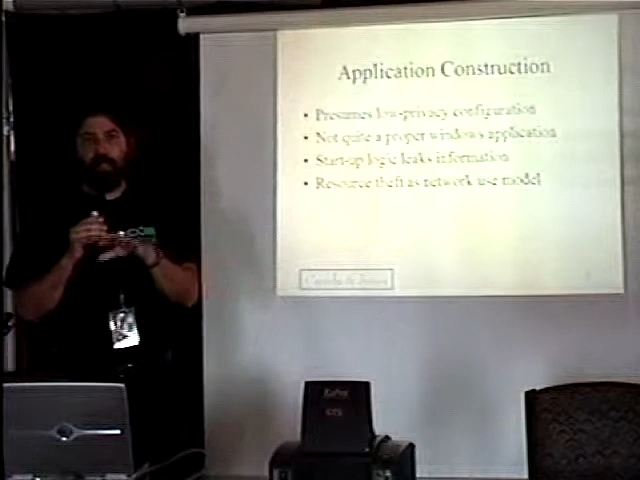 Application Construction
• Presumes low-privacy configuration
• Not quite a proper windows application
• Start-up logic leaks information
• Resource theft as network use model